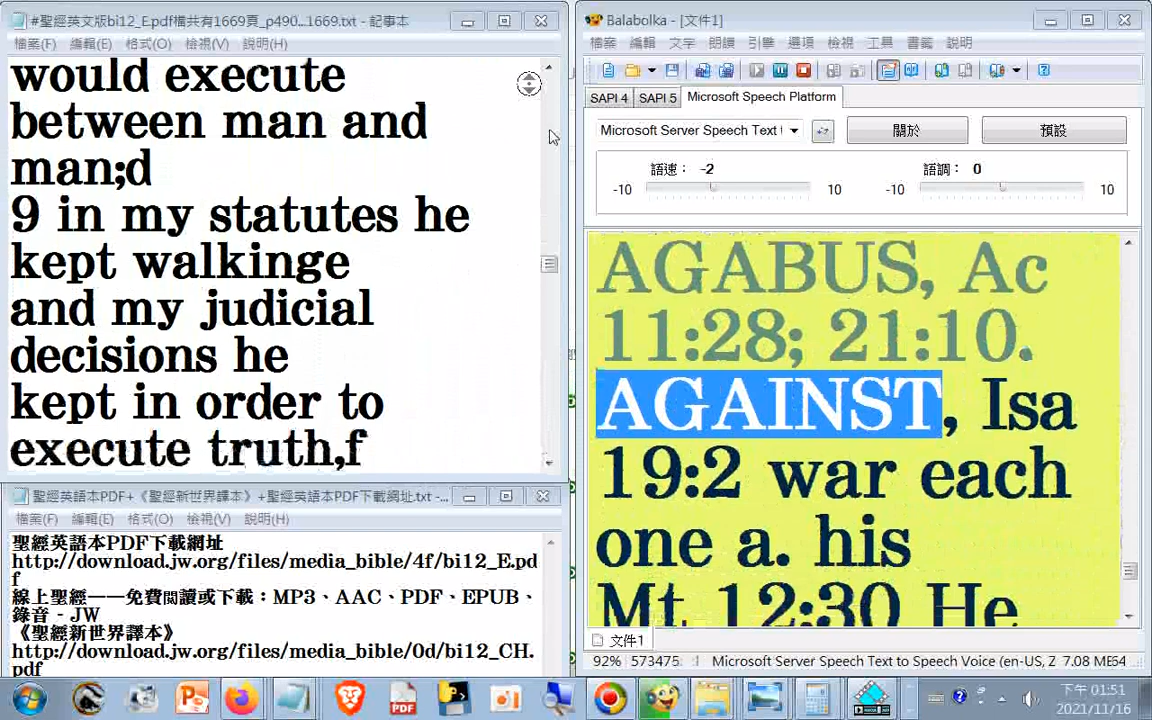 #聖經英文版bi12_E.pdf檔共有1669頁_p490...1669.txt - 記事本
檔案(F) 編輯(E) 格式(O) 檢視(V) 說明(H)
would execute
between man and
man;d
9 in my statutes he
kept walkinge
and my judicial
decisions he
kept in order to
execute truth,f
聖經英語本PDF+《聖經新世界譯本》+聖經英語本PDF下載網址.txt - ...
檔案(F) 編輯(E) 格式(O) 檢視(V) 說明(H)
聖經英語本PDF下載網址
http://download.jw.org/files/media_bible/4f/bi12_E.pd
f
線上聖經——免費閱讀或下載：MP3、AAC、PDF、EPUB、
錄音 - JW
《聖經新世界譯本》
http://download.jw.org/files/media_bible/0d/bi12_CH.
pdf
Balabolka - [文件1]
檔案 編輯 文字 朗讀 引擎 選項 檢視 工具 書籤 說明
SAPI 4 SAPI 5 Microsoft Speech Platform
Microsoft Server Speech Text 關於 預設
語速： -2 語調： 0
-10 10 -10 10
AGABUS, Ac
11:28; 21:10.
AGAINST, Isa
19:2 war each
one a. his
Mt. 12:30 He
文件1
92% 573475 Microsoft Server Speech Text to Speech Voice (en-US, Z 7.08 ME54
下午 01:51
2021/11/16